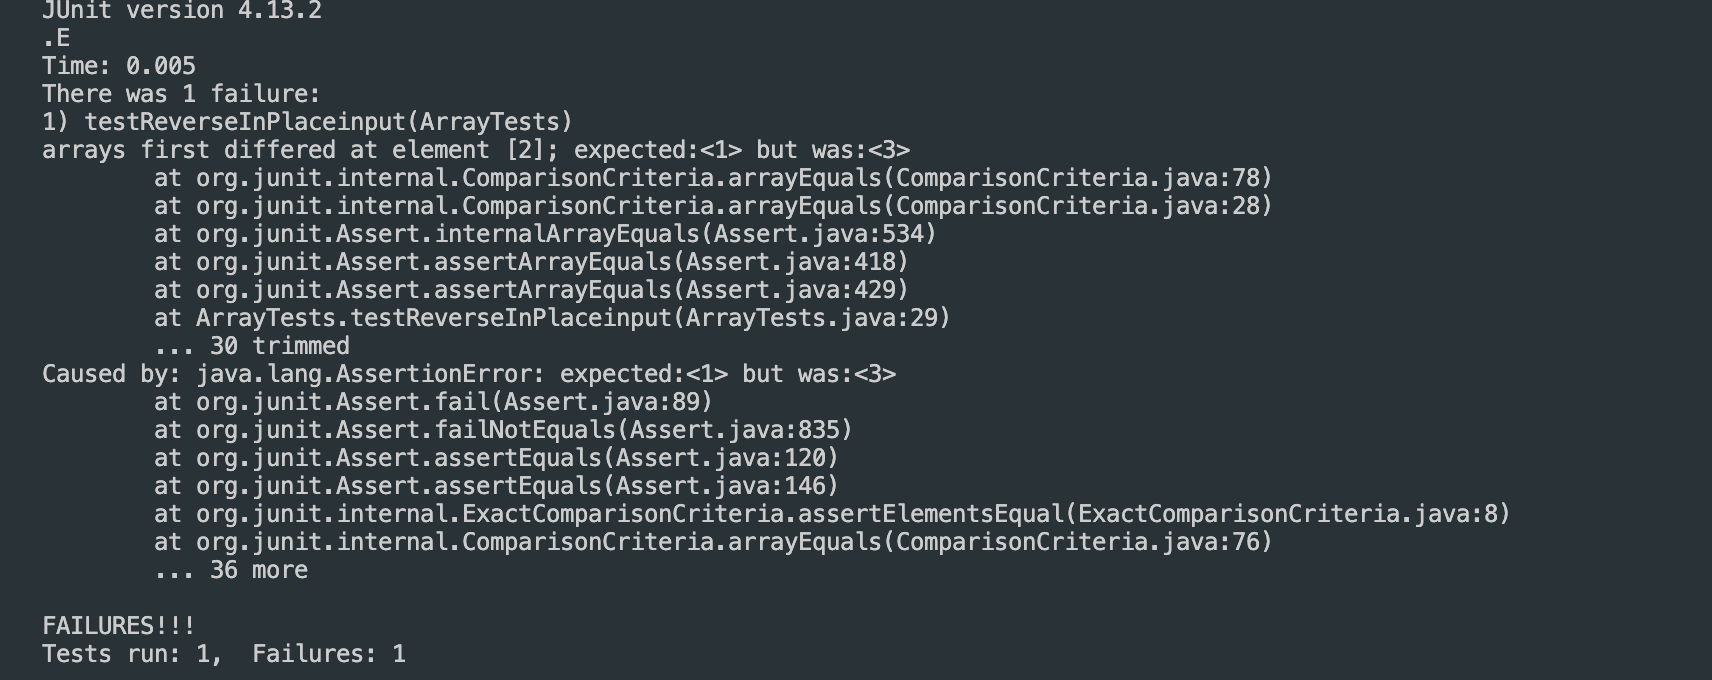 JUnit version 4.13.2
.E
Time: 0.005
There was 1 failure:
1) testReverseInPlaceinput(ArrayTests)
arrays first differed at element [2]; expected:<1> but was:<3>
        at org.junit.internal.ComparisonCriteria.arrayEquals(ComparisonCriteria.java:78)
        at org.junit.internal.ComparisonCriteria.arrayEquals(ComparisonCriteria.java:28)
        at org.junit.Assert.internalArrayEquals(Assert.java:534)
        at org.junit.Assert.assertArrayEquals(Assert.java:418)
        at org.junit.Assert.assertArrayEquals(Assert.java:429)
        at ArrayTests.testReverseInPlaceinput(ArrayTests.java:29)
        ... 30 trimmed
Caused by: java.lang.AssertionError: expected:<1> but was:<3>
        at org.junit.Assert.fail(Assert.java:89)
        at org.junit.Assert.failNotEquals(Assert.java:835)
        at org.junit.Assert.assertEquals(Assert.java:120)
        at org.junit.Assert.assertEquals(Assert.java:146)
        at org.junit.internal.ExactComparisonCriteria.assertElementsEqual(ExactComparisonCriteria.java:8)
        at org.junit.internal.ComparisonCriteria.arrayEquals(ComparisonCriteria.java:76)
        ... 36 more

FAILURES!!!
Tests run: 1,  Failures: 1